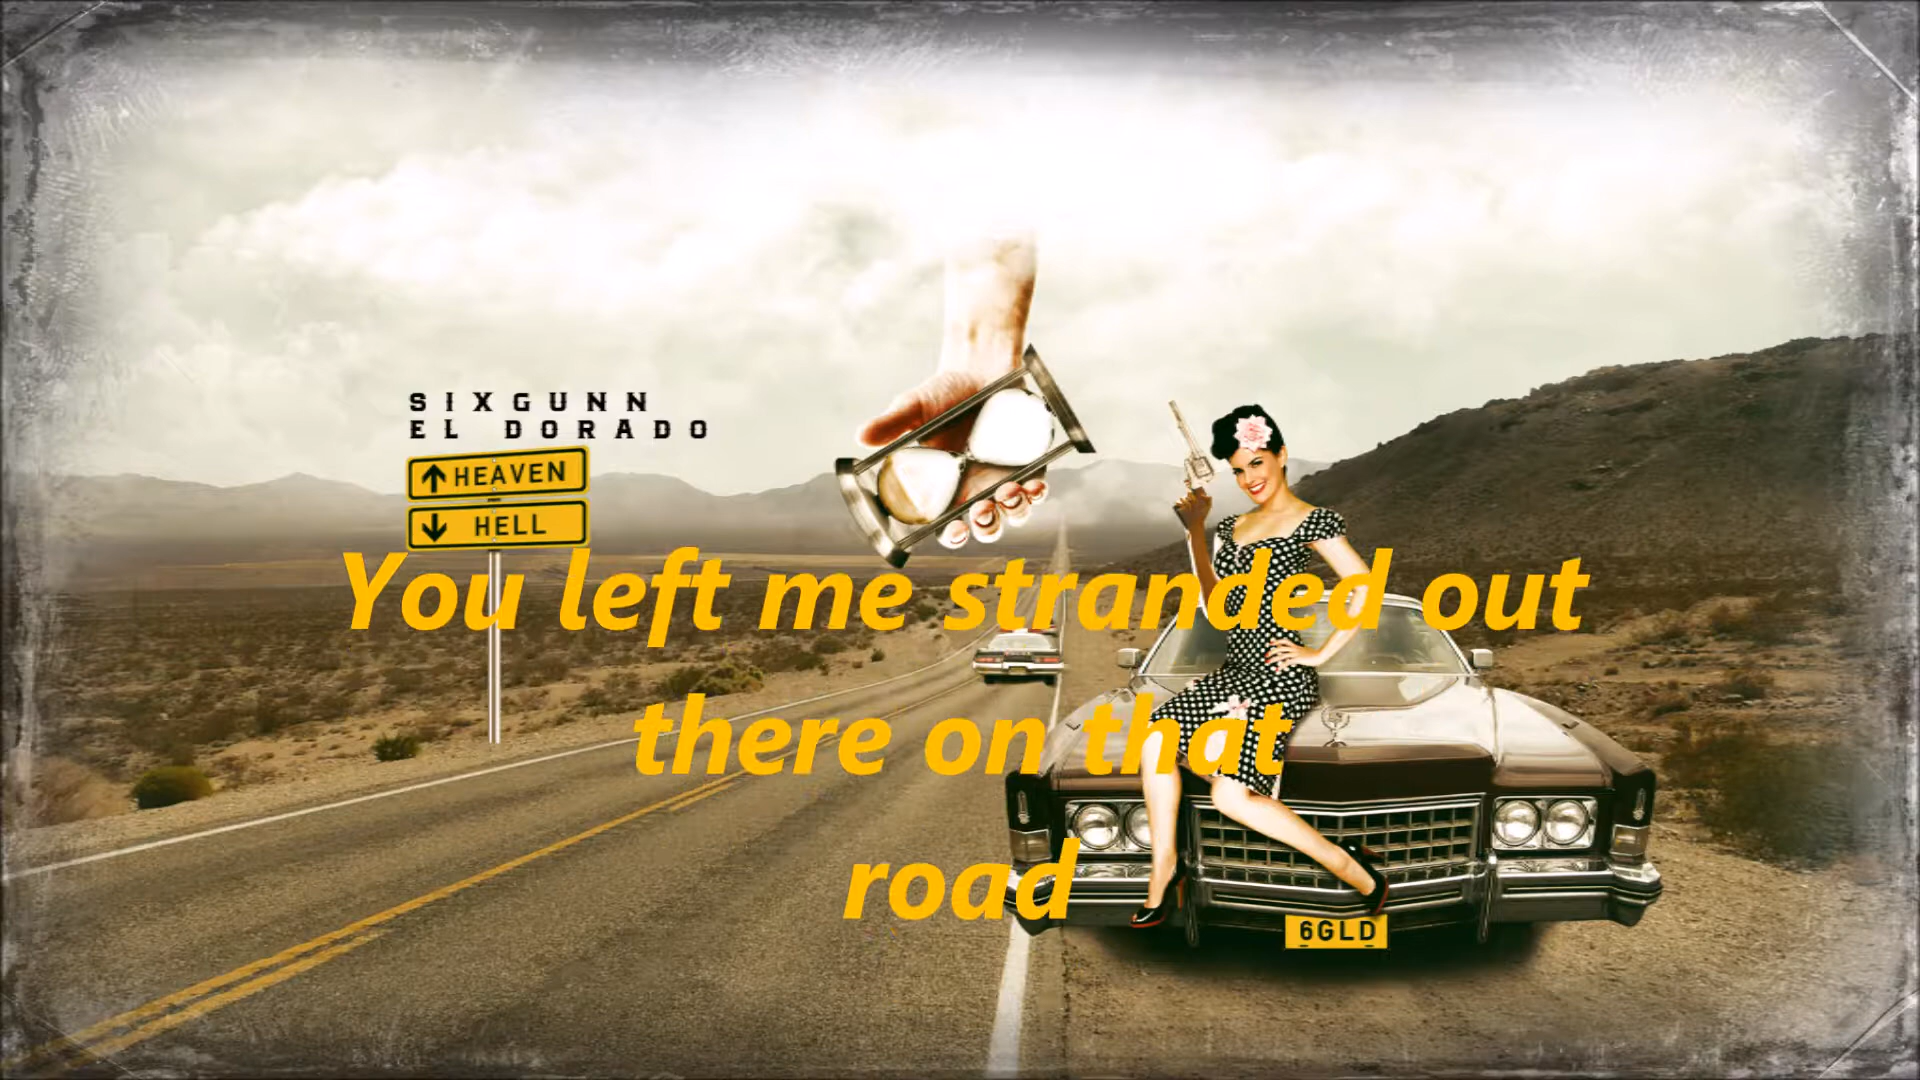 SIXGUNN
EL DORADO
↑ HEAVEN
↓ HELL
You left me stranded out
there on that
road
6GLD